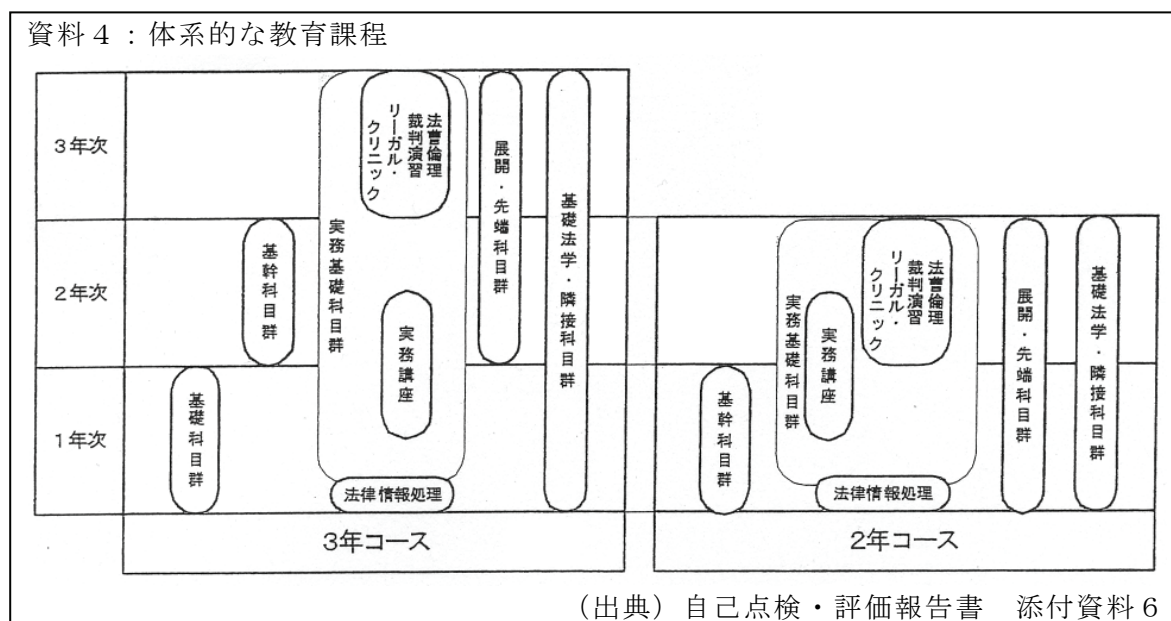 資料４：体系的な教育課程
3年次
2年次
1年次
基礎科目群
基幹科目群
実務基礎科目群
法曹倫理
裁判演習
リーガル・
クリニック
実務講座
法律情報処理
展開・先端科目群
基礎法学・隣接科目群
3年コース
基幹科目群
実務基礎科目群
実務講座
法曹倫理
裁判演習
リーガル・
クリニック
法律情報処理
展開・先端科目群
基礎法学・隣接科目群
2年コース
（出典）自己点検・評価報告書　添付資料６